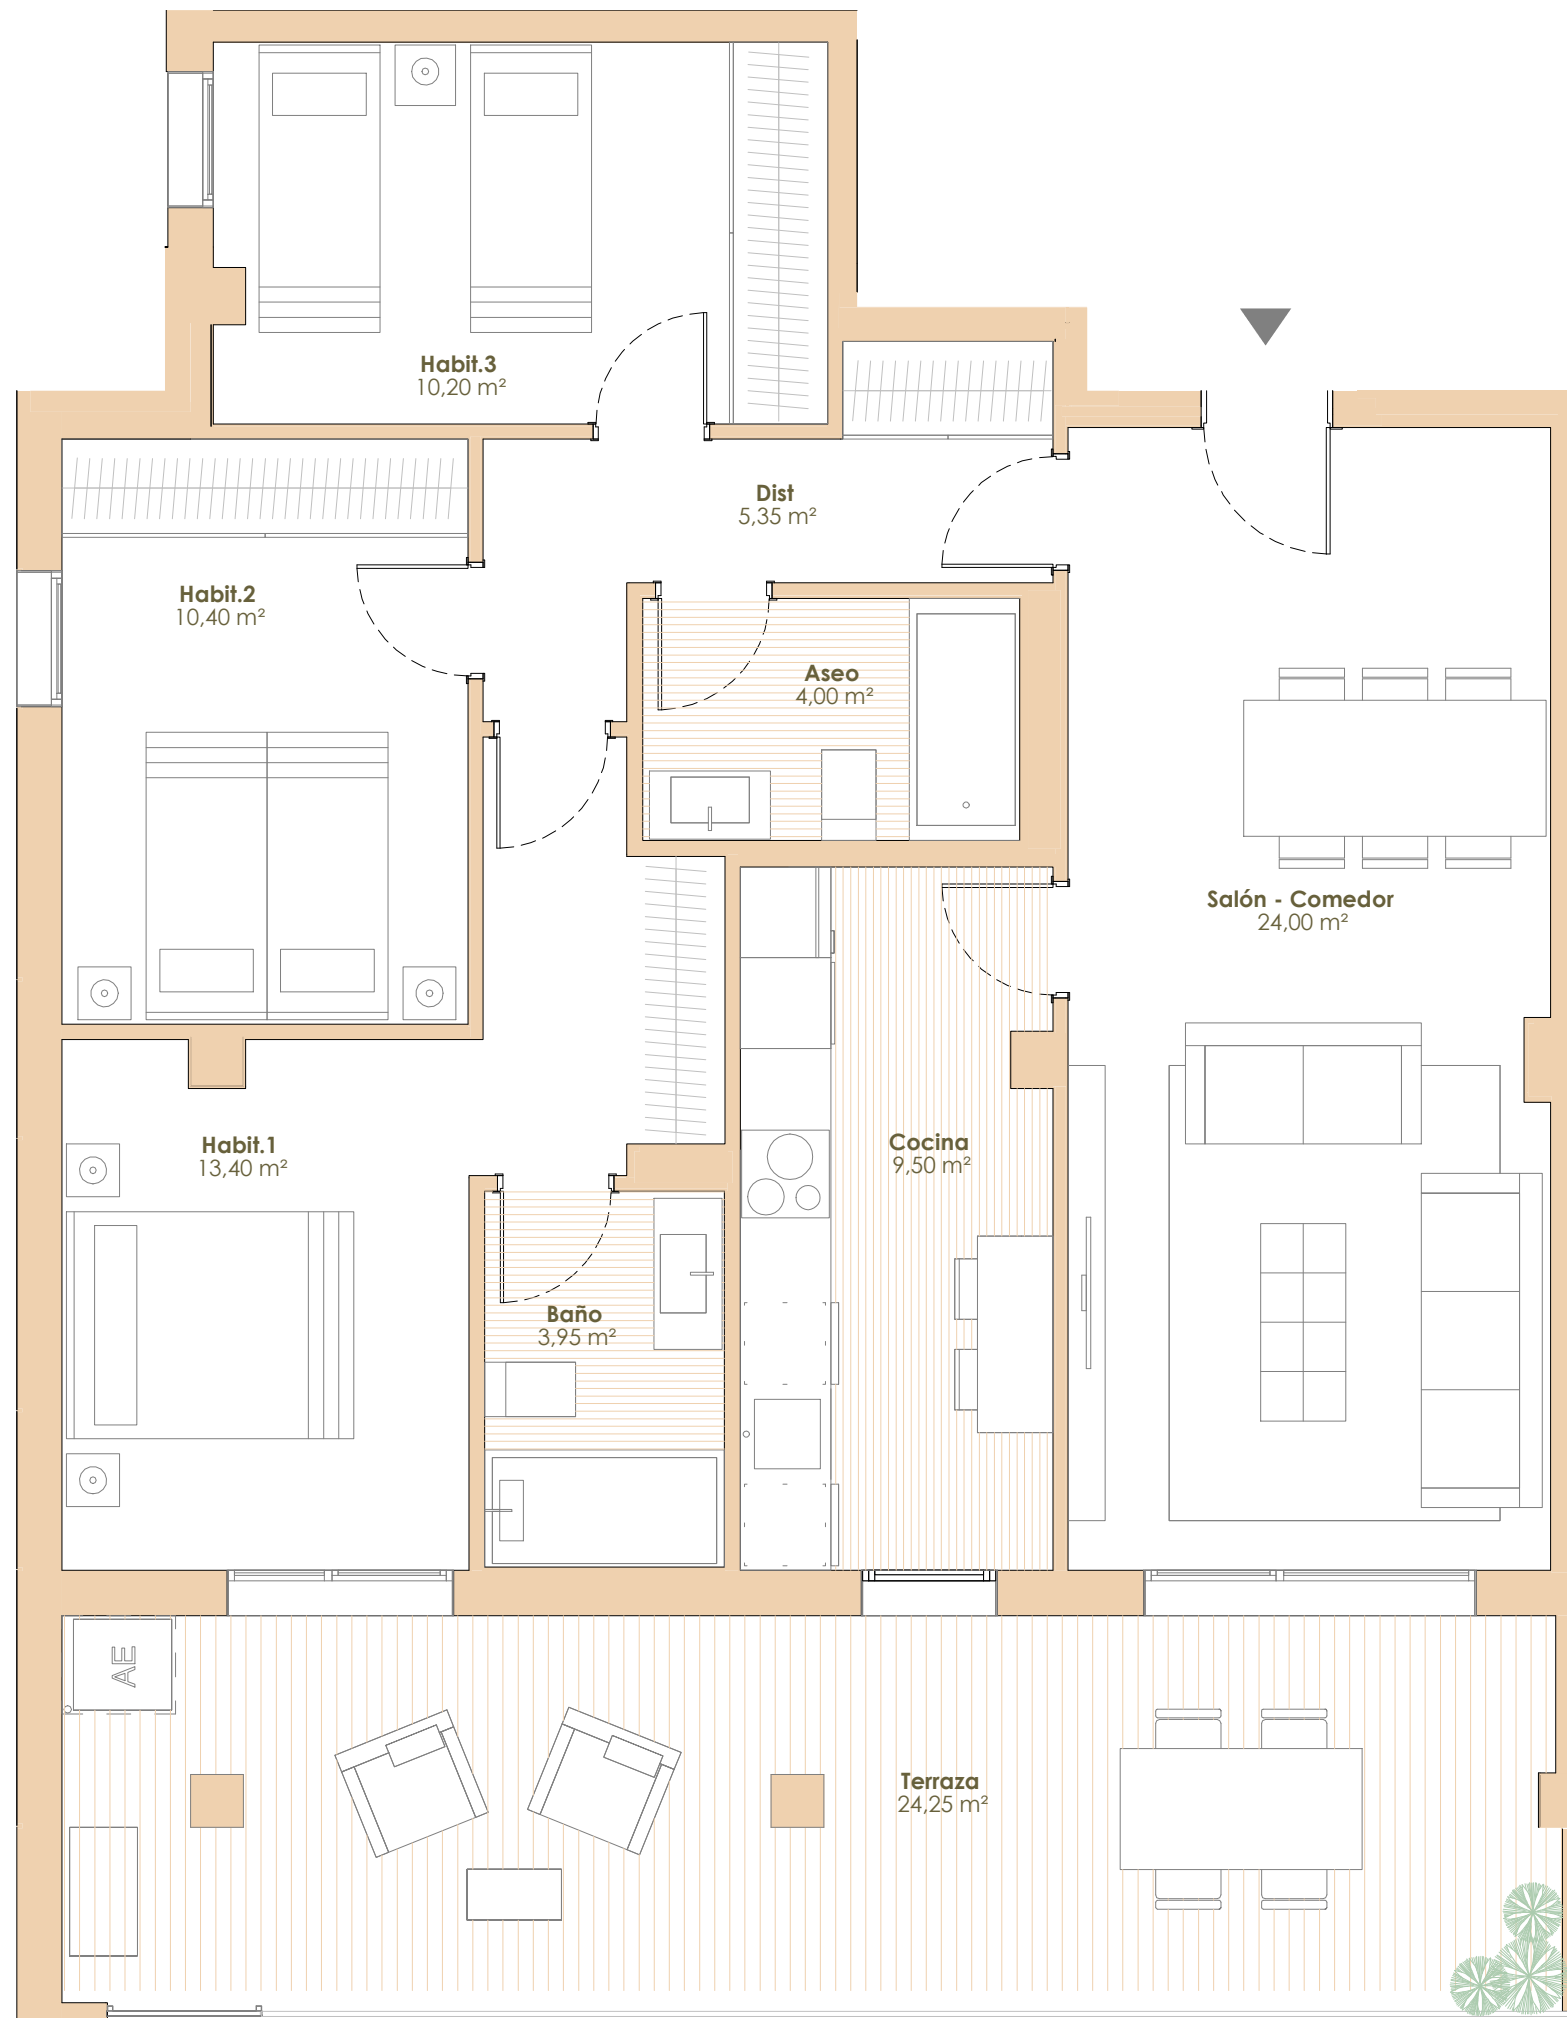 Habit.3
10,20 m²
Dist
5,35 m²
Habit.2
10,40 m²
Aseo
4,00 m²
Salón - Comedor
24,00 m²
Habit.1
13,40 m²
Cocina
9,50 m²
Baño
3,95 m²
AE
Terraza
24,25 m²